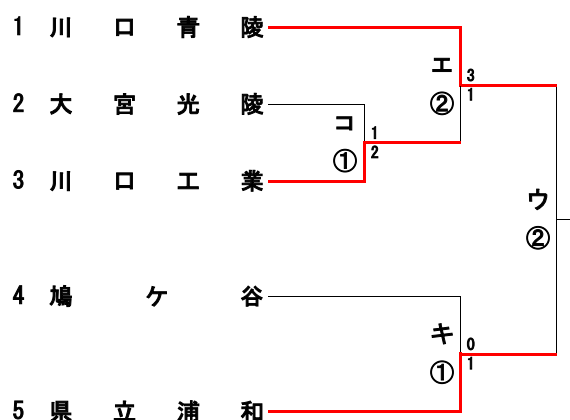 1 川口青陵
エ 3
② 1
2 大宮光陵
コ 1
① 2
3 川口工業
ウ
②
4 鳩ケ谷
キ 0
① 1
5 県立浦和